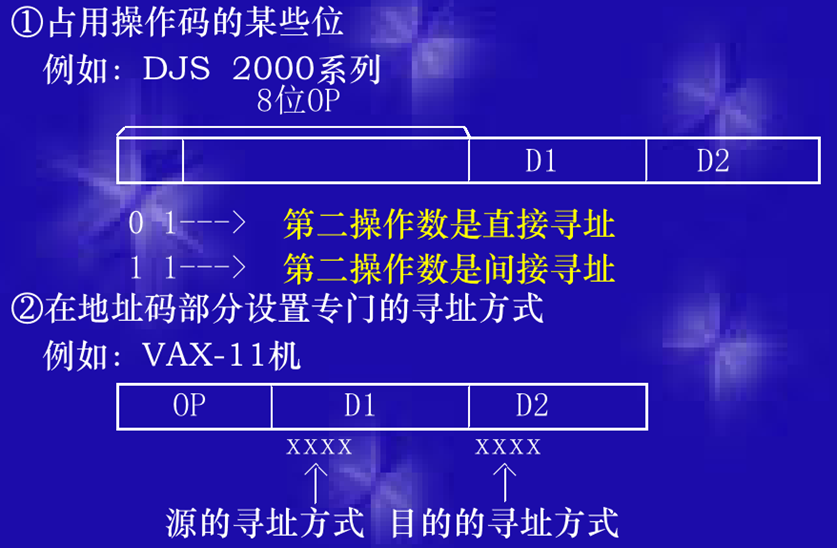 ①占用操作码的某些位
例如：DJS 2000系列
8位OP
D1 D2
0 1---> 第二操作数是直接寻址
1 1---> 第二操作数是间接寻址
②在地址码部分设置专门的寻址方式
例如：VAX-11机
OP D1 D2
xxxx xxxx
源的寻址方式 目的的寻址方式